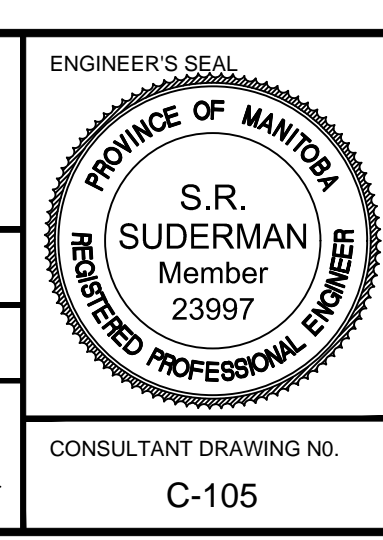 ENGINEER'S SEAL
PROVINCE OF MANITOBA
S.R.
SUDERMAN
Member
23997
REGISTERED PROFESSIONAL ENGINEER
CONSULTANT DRAWING N0.
C-105